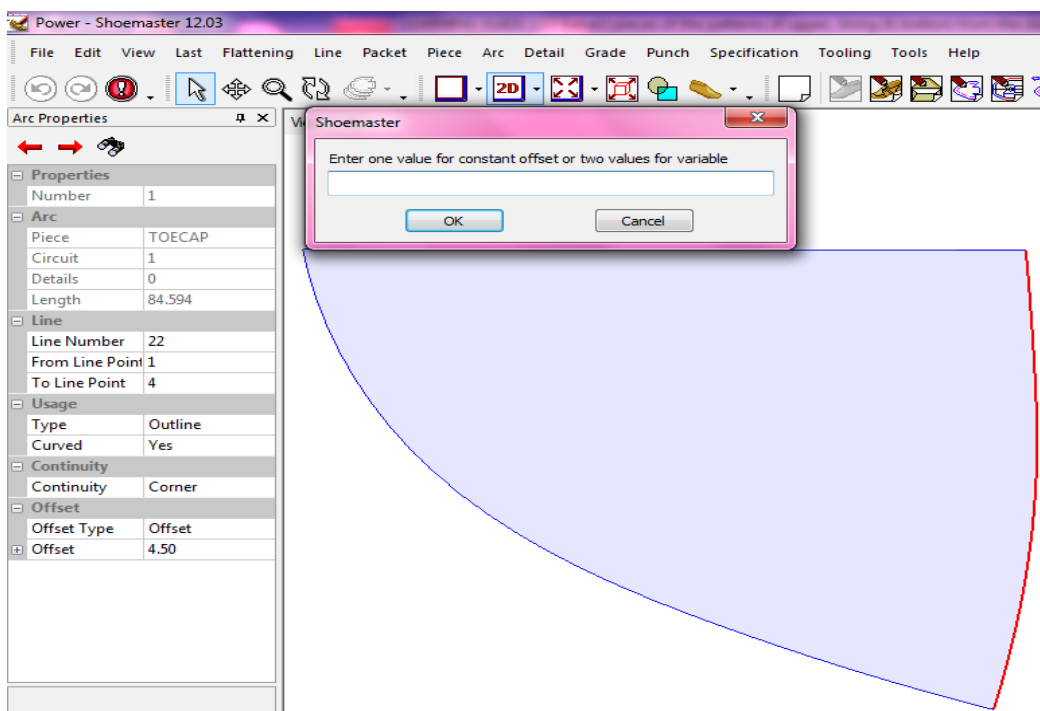 Power - Shoemaster 12.03
File Edit View Last Flattening Line Packet Piece Arc Detail Grade Punch Specification Tooling Tools Help
2D
Arc Properties
Shoemaster
Enter one value for constant offset or two values for variable
OK Cancel
Properties
Number 1
Arc
Piece TOECAP
Circuit 1
Details 0
Length 84.594
Line
Line Number 22
From Line Point 1
To Line Point 4
Usage
Type Outline
Curved Yes
Continuity
Continuity Corner
Offset
Offset Type Offset
Offset 4.50